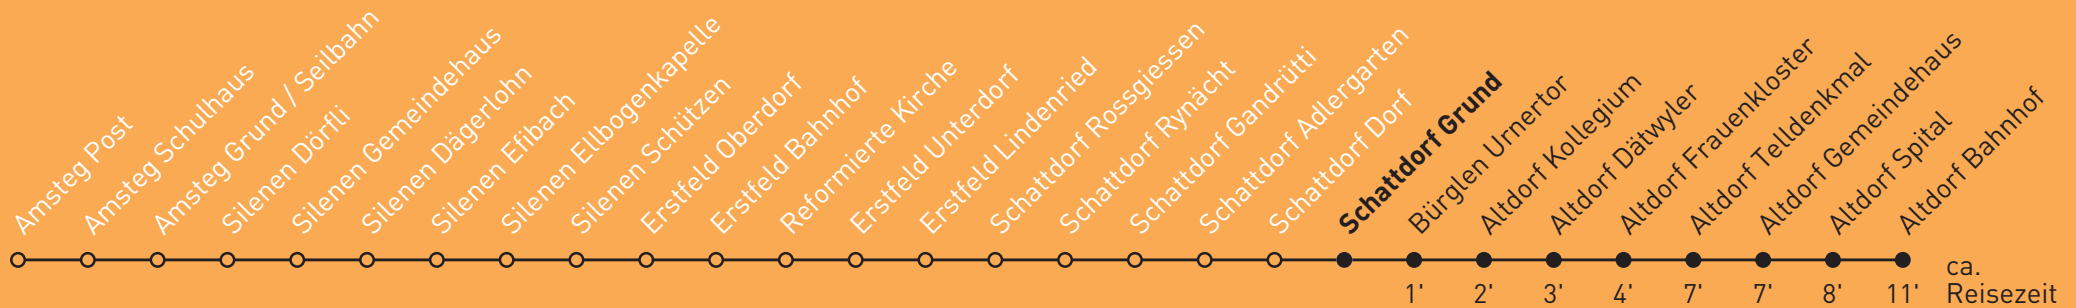 Amsteg Post
Amsteg Schulhaus
Amsteg Grund / Seilbahn
Silenen Dörfli
Silenen Gemeindehaus
Silenen Dägerlohn
Silenen Efibach
Silenen Ellbogenkapelle
Silenen Schützen
Erstfeld Oberdorf
Erstfeld Bahnhof
Reformierte Kirche
Erstfeld Unterdorf
Erstfeld Lindenried
Schattdorf Rossgiessen
Schattdorf Rynächt
Schattdorf Gandrütti
Schattdorf Adlergarten
Schattdorf Dorf
Schattdorf Grund
Bürglen Urnertor
Altdorf Kollegium
Altdorf Dätwyler
Altdorf Frauenkloster
Altdorf Telldenkmal
Altdorf Gemeindehaus
Altdorf Spital
Altdorf Bahnhof
1' 2' 3' 4' 7' 7' 8' 11'
ca.
Reisezeit